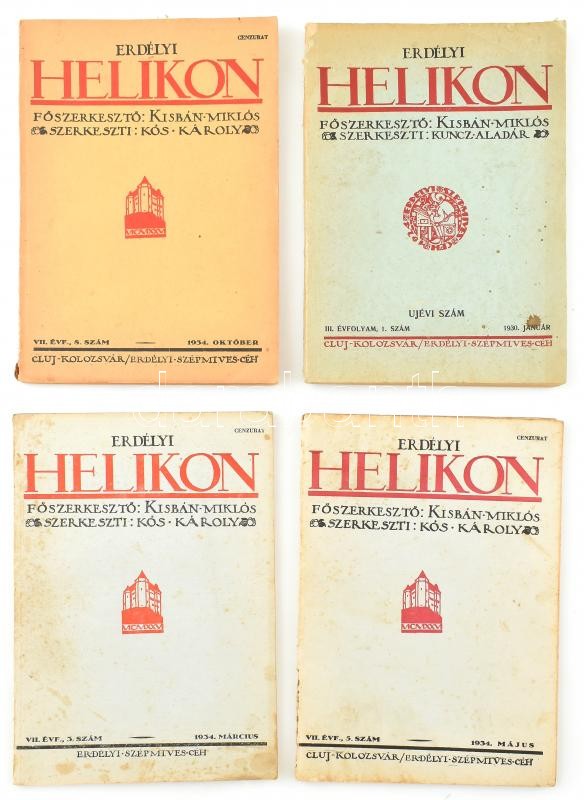 CENZURAT
ERDÉLYI
HELIKON
FŐSZERKESZTŐ: KISBÁN·MIKLÓS
SZERKESZTI: KÓS·KÁROLY
MCMXXIV
VII. ÉVF., 8. SZÁM — 1934. OKTÓBER
CLUJ-KOLOZSVÁR/ERDÉLYI·SZÉPMIVES·CÉH
ERDÉLYI
HELIKON
FŐSZERKESZTŐ: KISBÁN·MIKLÓS
SZERKESZTI: KUNCZ·ALADÁR
UJÉVI SZÁM
III. ÉVFOLYAM, 1. SZÁM 1930. JANUÁR
CLUJ-KOLOZSVÁR/ERDÉLYI·SZÉPMIVES·CÉH
CENZURAT
ERDÉLYI
HELIKON
FŐSZERKESZTŐ: KISBÁN·MIKLÓS
SZERKESZTI: KÓS·KÁROLY
VII. ÉVF., 3. SZÁM — 1934. MÁRCIUS
ERDÉLYI·SZÉPMIVES·CÉH
CENZURAT
ERDÉLYI
HELIKON
FŐSZERKESZTŐ: KISBÁN·MIKLÓS
SZERKESZTI: KÓS·KÁROLY
VII. ÉVF., 5. SZÁM — 1934. MÁJUS
CLUJ-KOLOZSVÁR/ERDÉLYI·SZÉPMIVES·CÉH